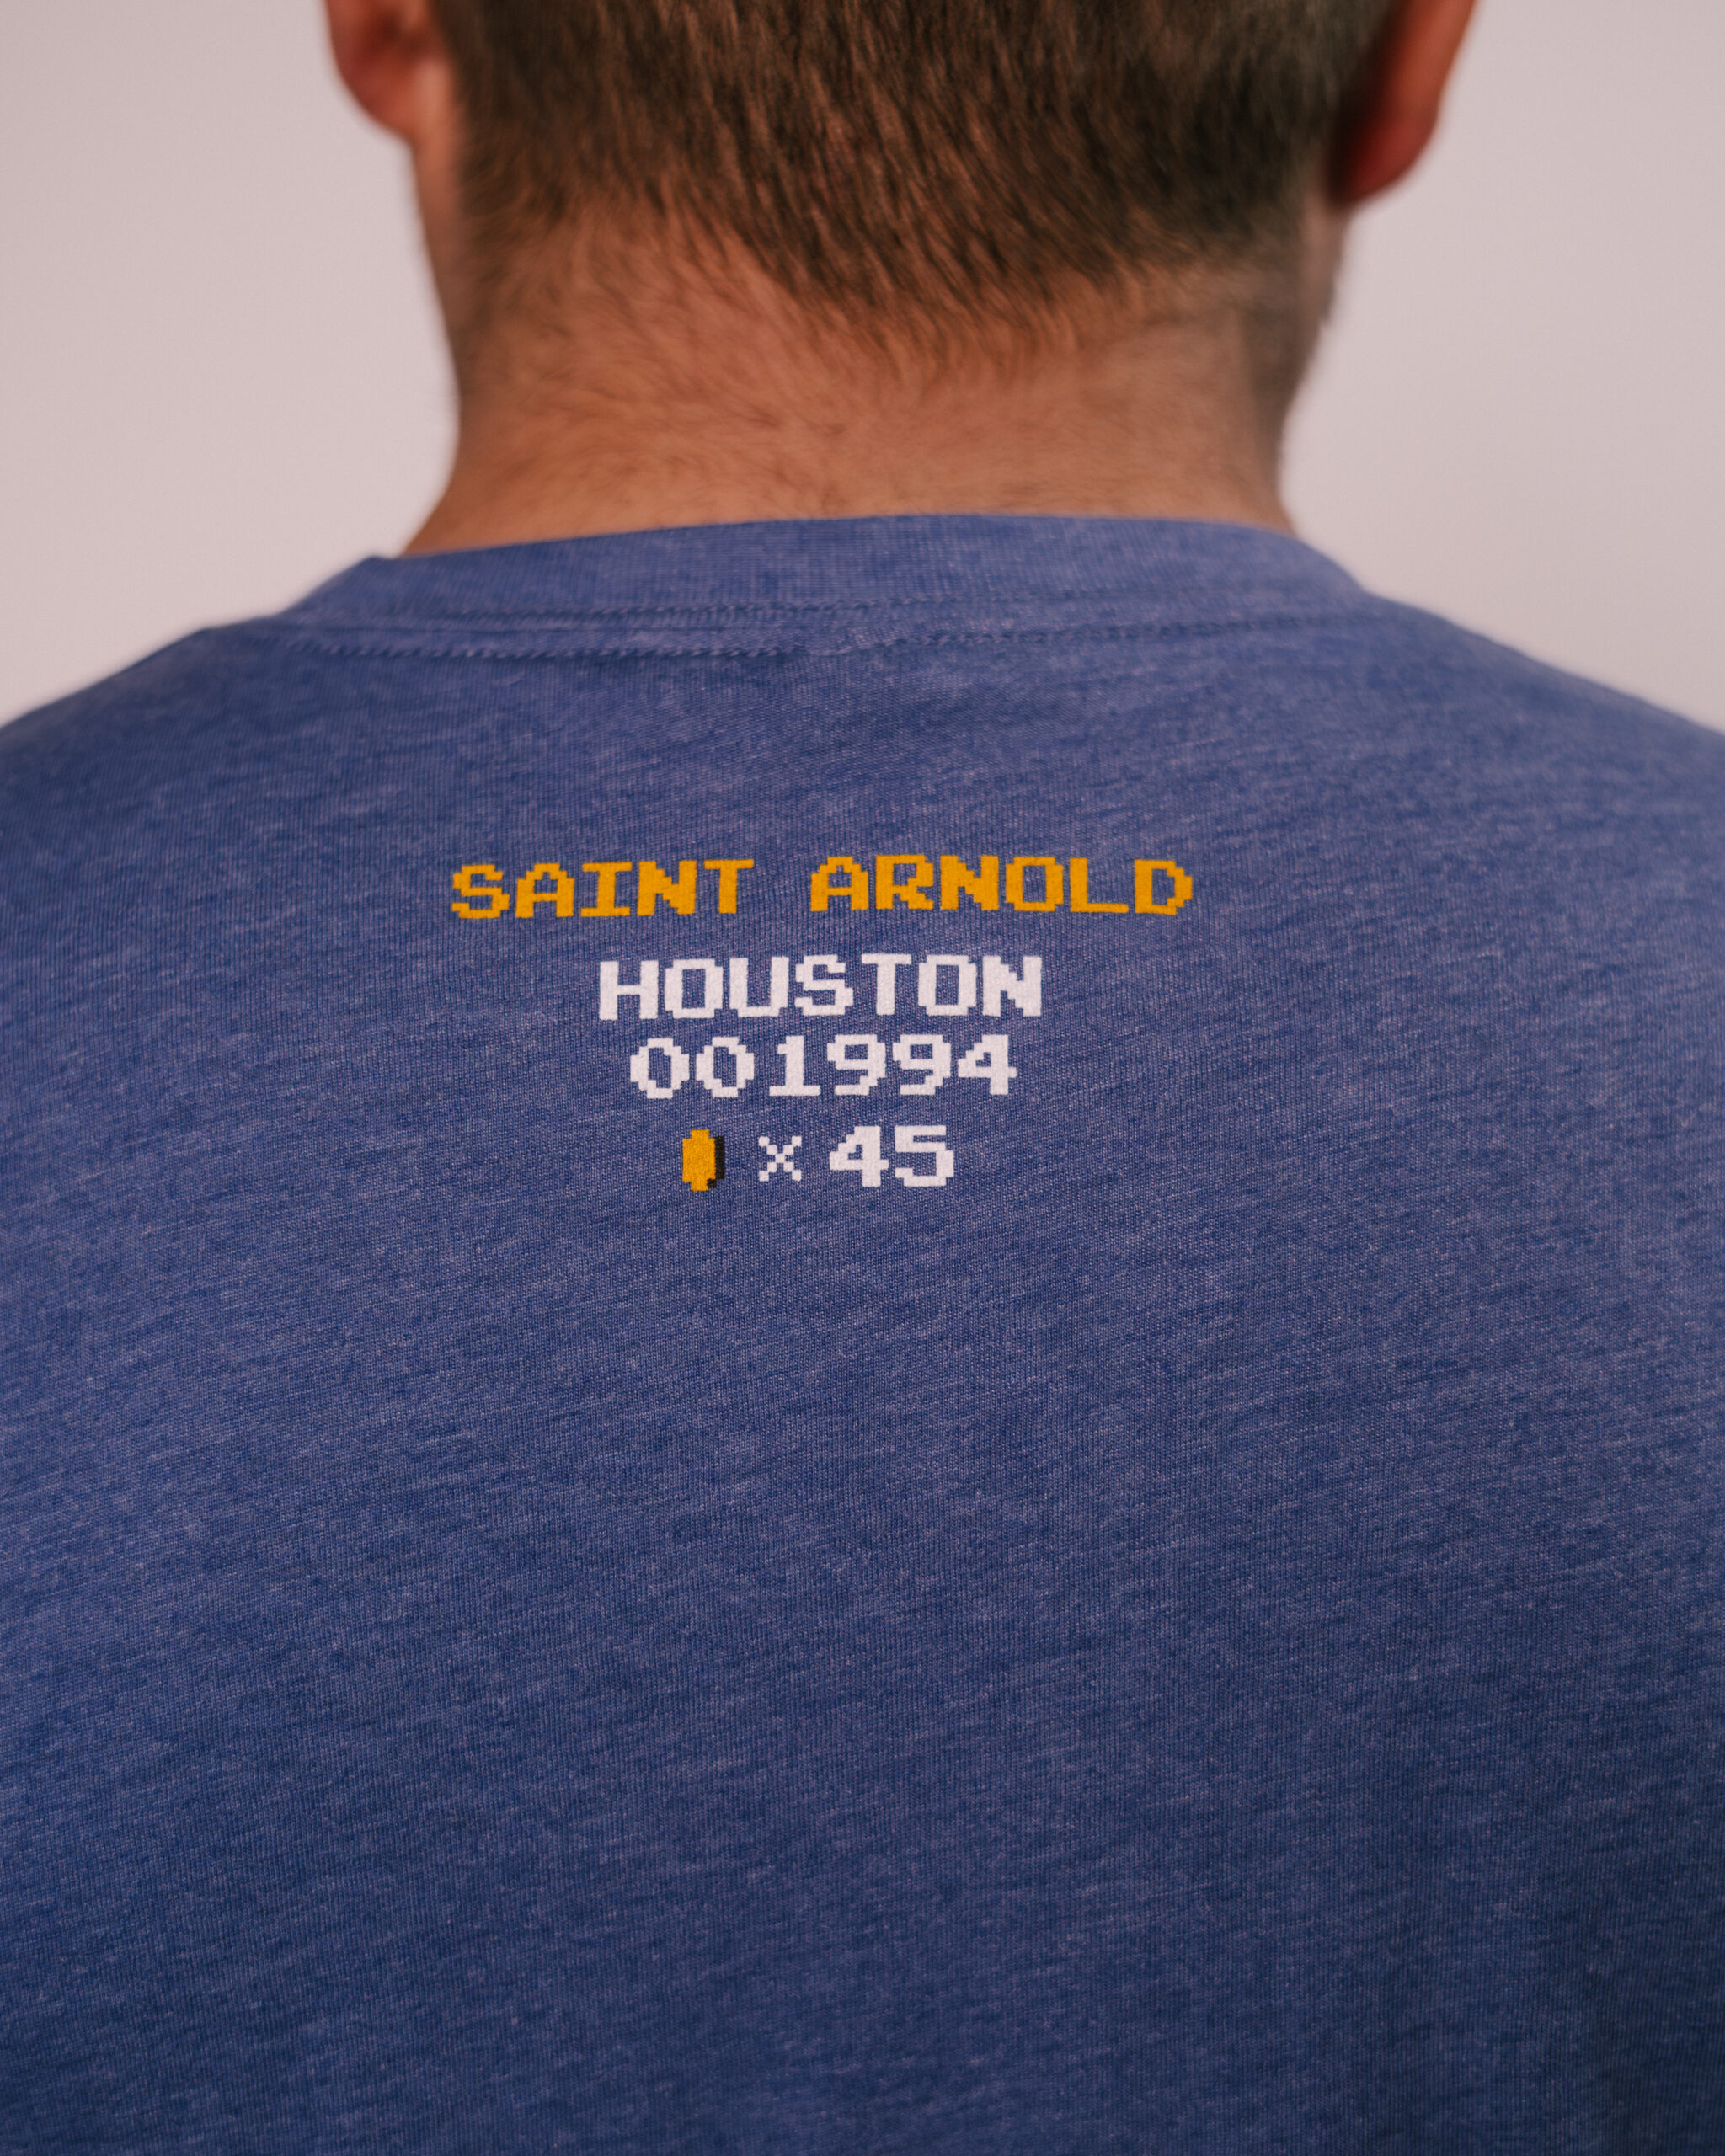 SAINT ARNOLD
HOUSTON
001994
x 45